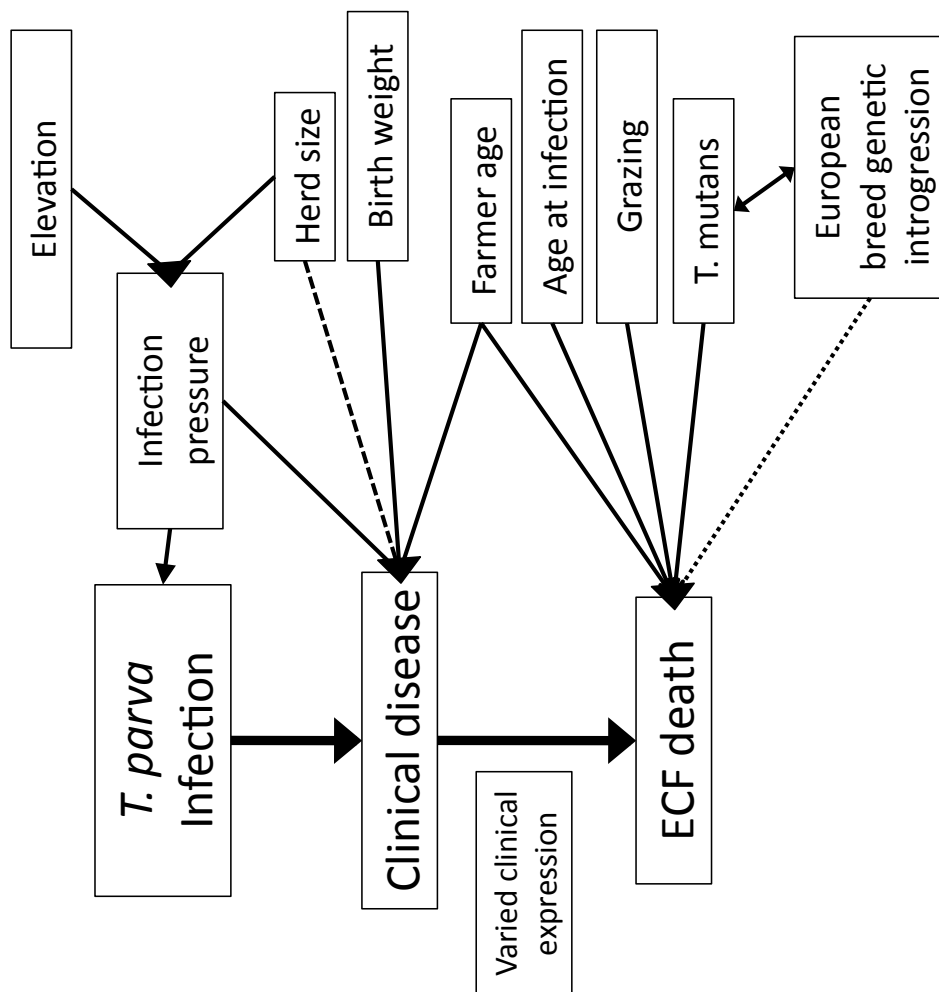 Elevation
Infection
pressure
Herd size
Birth weight
Farmer age
Age at infection
Grazing
T. mutans
European
breed genetic
introgression
T. parva
Infection
Clinical disease
ECF death
Varied clinical
expression